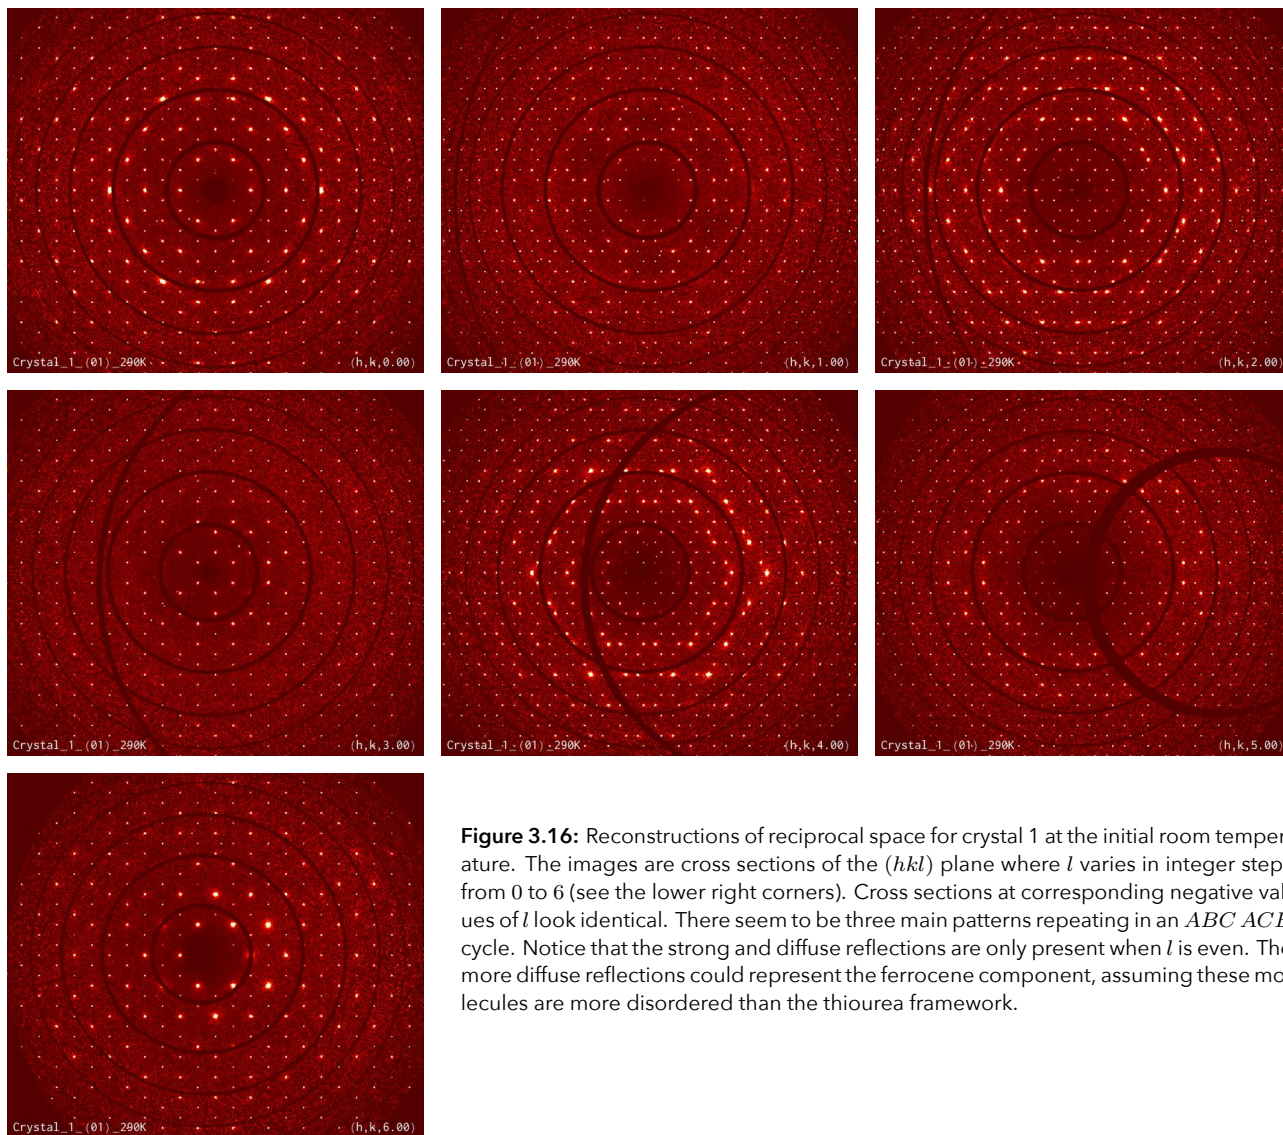 Crystal_1_(01)_290K (h,k,0.00)
Crystal_1_(01)_290K (h,k,1.00)
Crystal_1_(01)_290K (h,k,2.00)
Crystal_1_(01)_290K (h,k,3.00)
Crystal_1_(01)_290K (h,k,4.00)
Crystal_1_(01)_290K (h,k,5.00)
Crystal_1_(01)_290K (h,k,6.00)
Figure 3.16: Reconstructions of reciprocal space for crystal 1 at the initial room temper
ature. The images are cross sections of the (hkl) plane where l varies in integer step
from 0 to 6 (see the lower right corners). Cross sections at corresponding negative val
ues of l look identical. There seem to be three main patterns repeating in an ABC ACB
cycle. Notice that the strong and diffuse reflections are only present when l is even. The
more diffuse reflections could represent the ferrocene component, assuming these mo
lecules are more disordered than the thiourea framework.